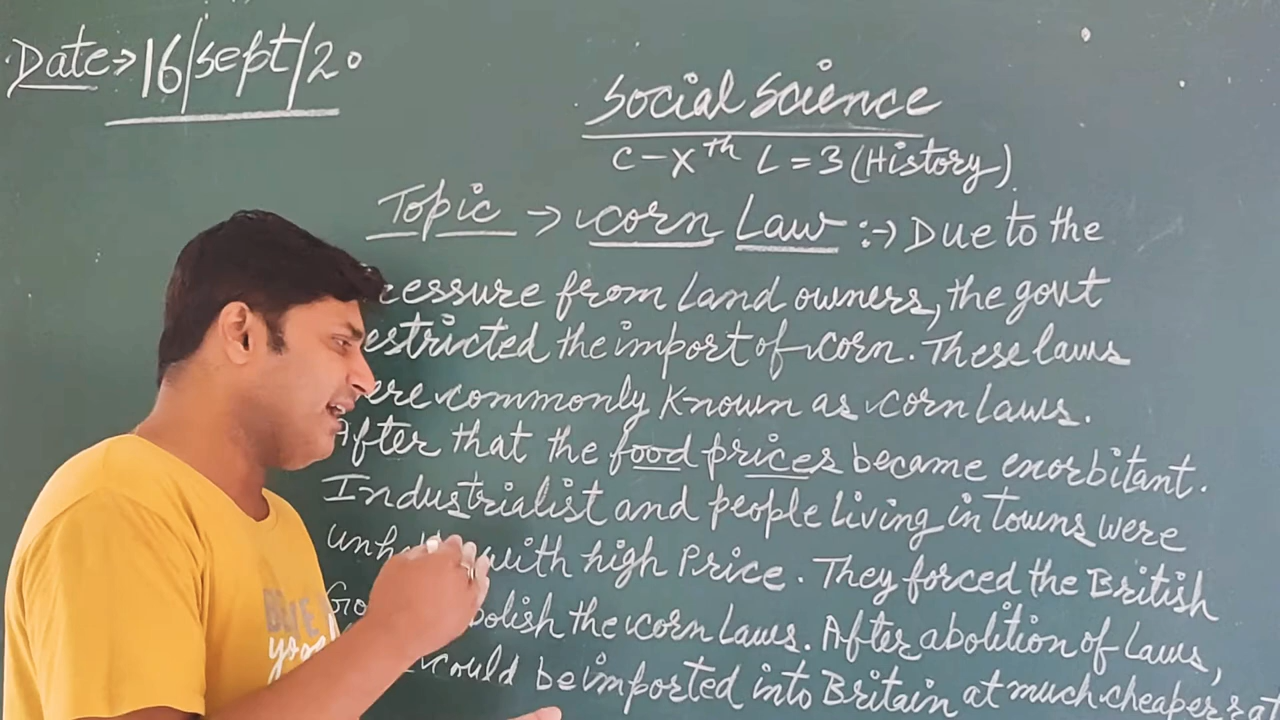 Date → 16/Sept/20
Social Science
C-Xth L=3 (History)
Topic → Corn Law :→ Due to the
ressure from Land owners, the govt
estricted the import of corn. These laws
ere commonly known as corn Laws.
After that the food prices became enorbitant.
Industrialist and people living in towns were
with high Price. They forced the British
bolish the corn Laws. After abolition of Laws,
could be imported into Britain at much cheaper